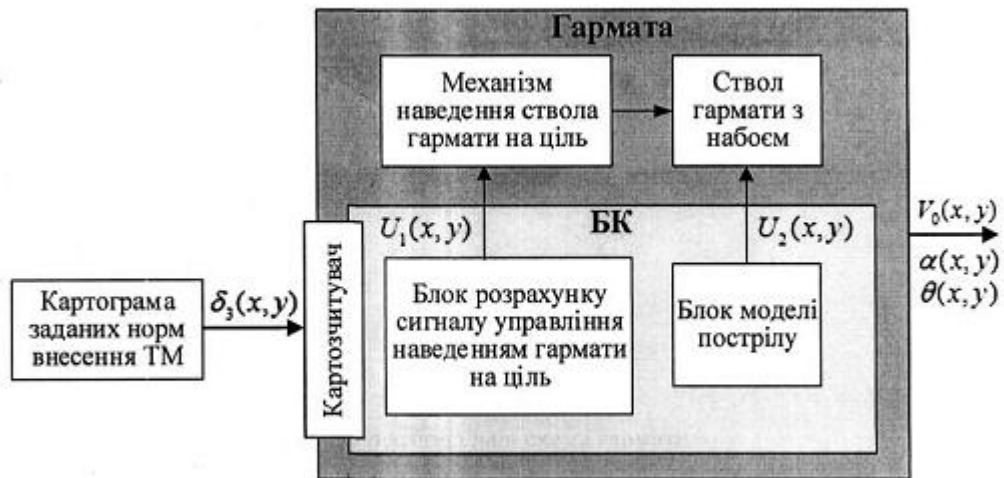 Гармата
Механізм
наведення ствола
гармати на ціль
Ствол
гармати з
набоєм
U₁(x, y)
БК
U₂(x, y)
V₀(x, y)
α(x, y)
θ(x, y)
Картограма
заданих норм
внесення ТМ
δ₃(x, y)
Картозчитувач
Блок розрахунку
сигналу управління
наведенням гармати
на ціль
Блок моделі
пострілу